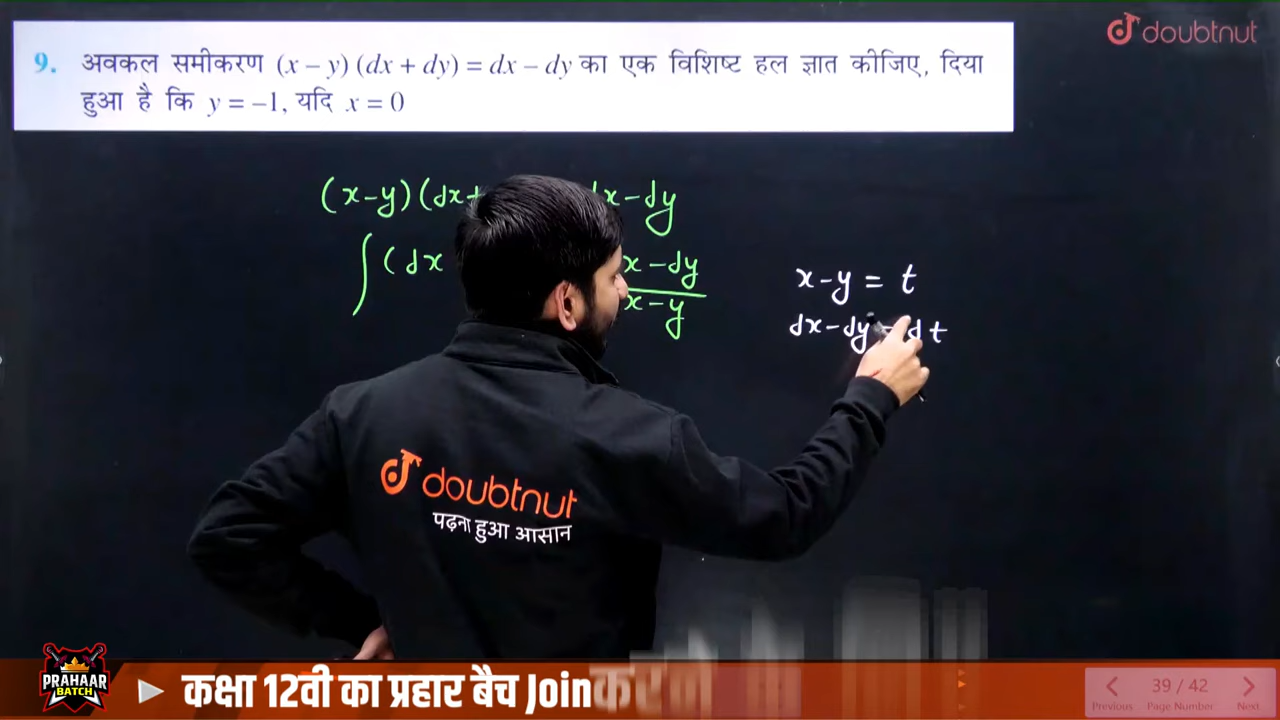 doubtnut
9. अवकल समीकरण (x – y) (dx + dy) = dx – dy का एक विशिष्ट हल ज्ञात कीजिए, दिया
हुआ है कि y = –1, यदि x = 0
(x-y)(dx+ dx-dy
∫(dx x-dy
x-y
x-y = t
dx-dy = dt
doubtnut
पढ़ना हुआ आसान
PRAHAAR
BATCH
कक्षा 12वी का प्रहार बैच Join
39 / 42
Previous Page Number Next